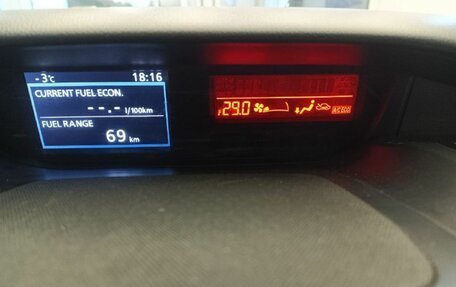 -3°C 18:16
CURRENT FUEL ECON.
--.- l/100km
FUEL RANGE
69 km
29.0